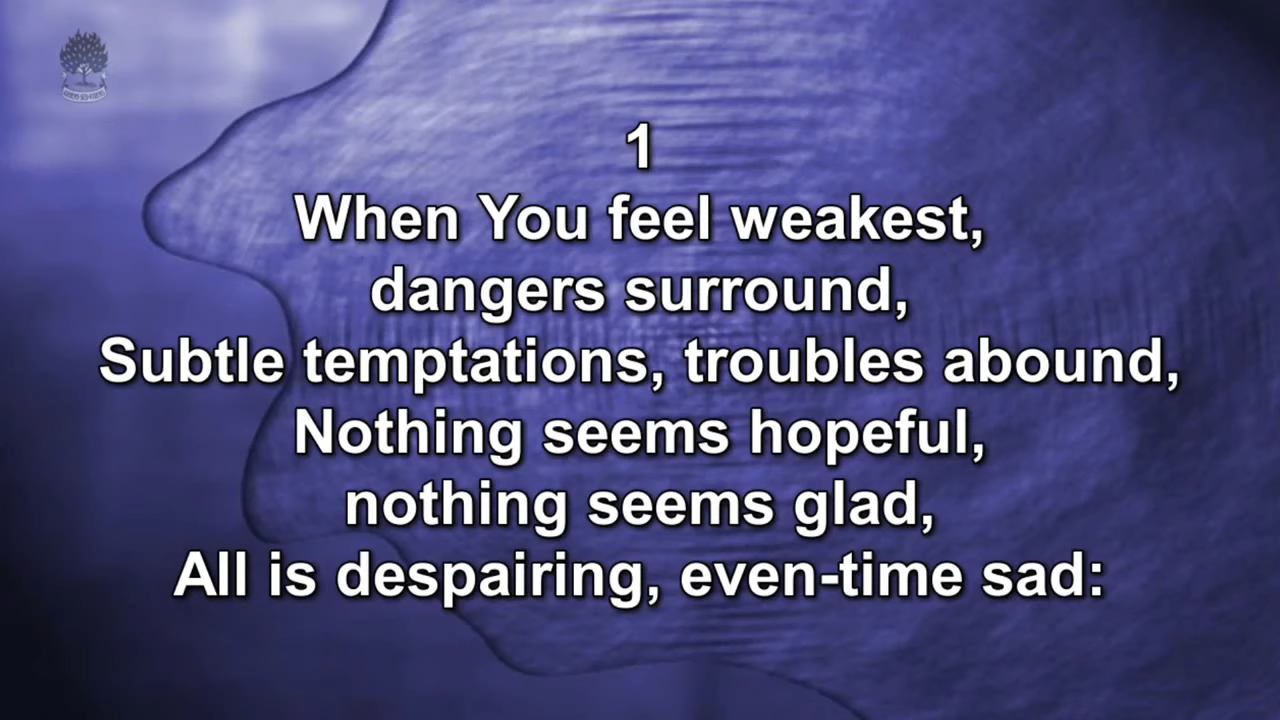 1
When You feel weakest,
dangers surround,
Subtle temptations, troubles abound,
Nothing seems hopeful,
nothing seems glad,
All is despairing, even-time sad: